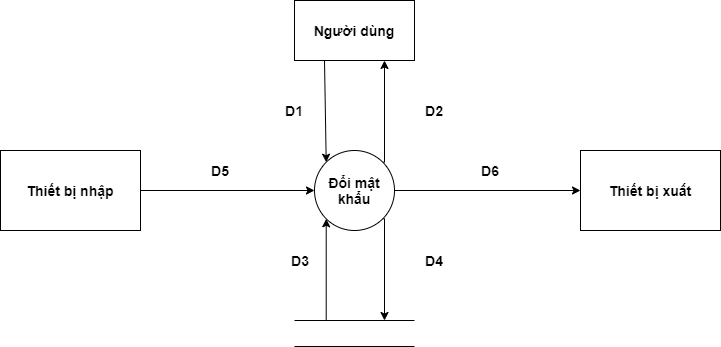 Người dùng
D1
D2
Thiết bị nhập
D5
Đổi mật
khẩu
D6
Thiết bị xuất
D3
D4